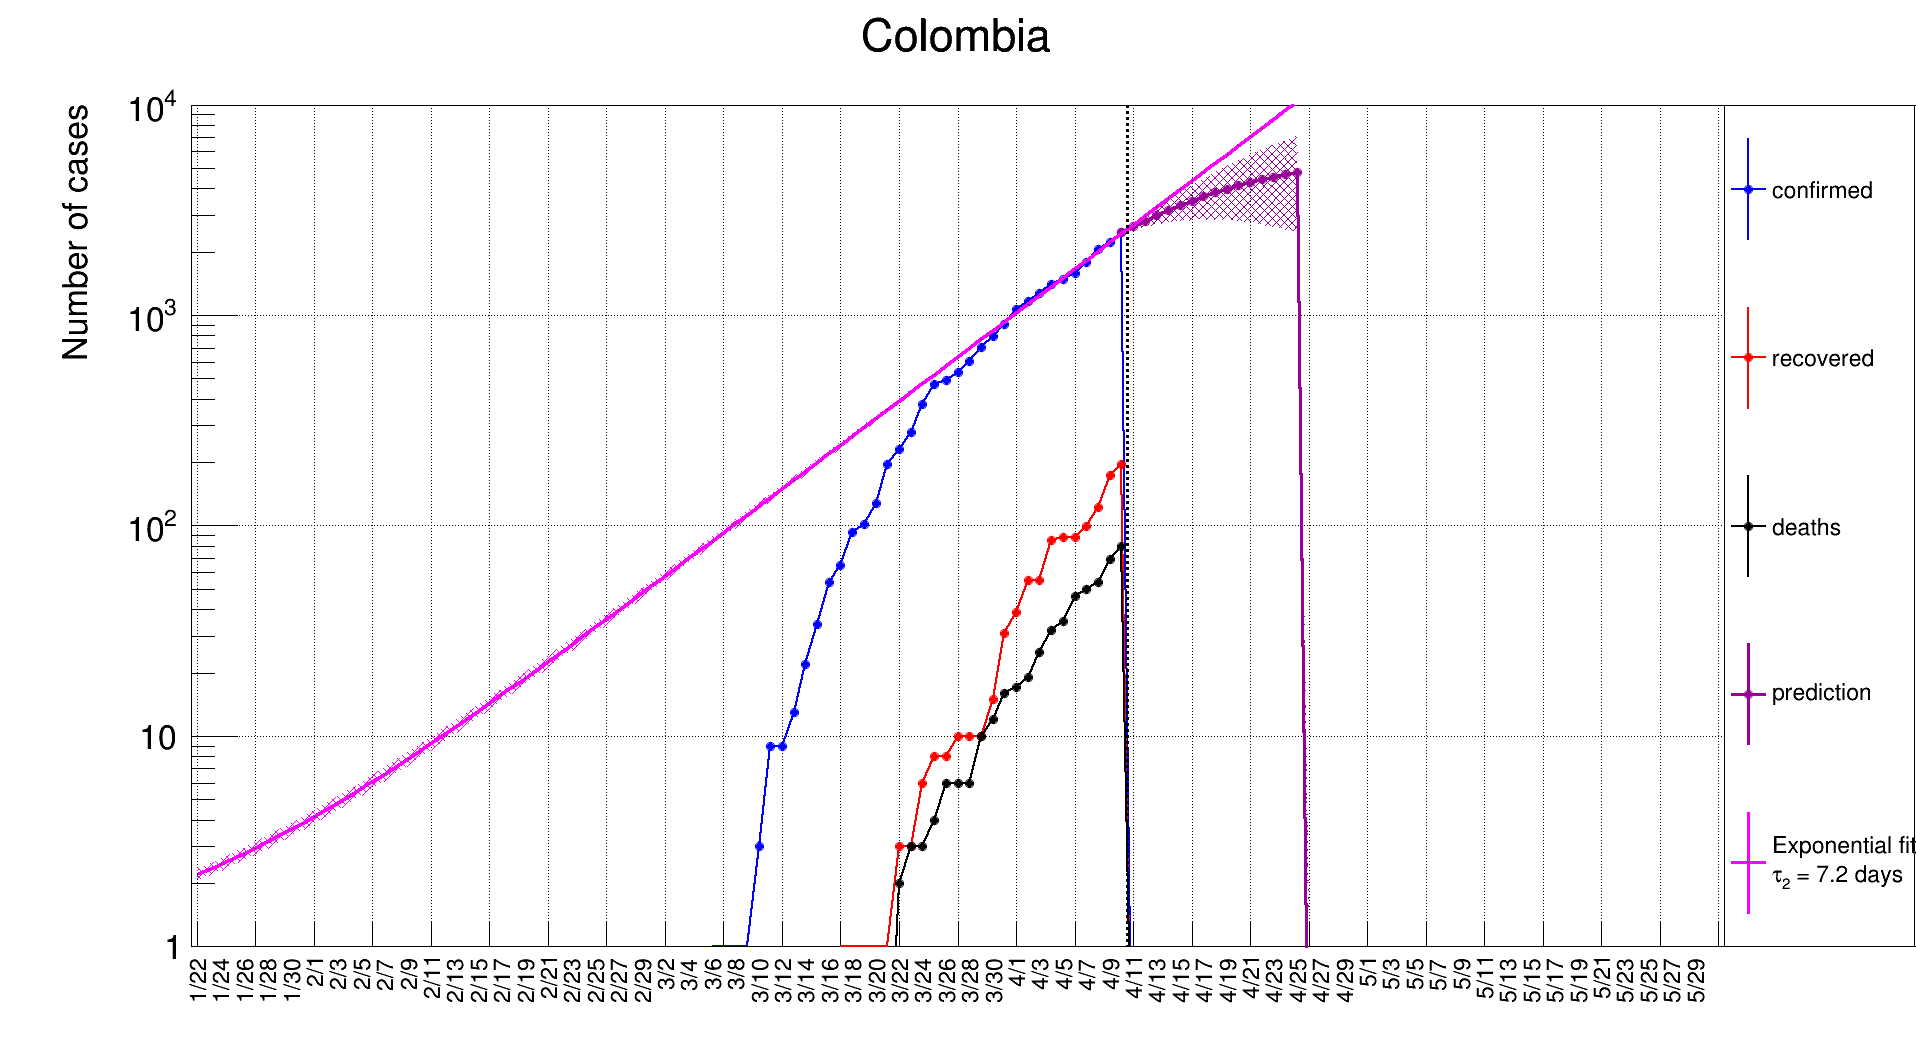 Colombia
Number of cases
10^4
10^3
10^2
10
1
1/22 1/24 1/26 1/28 1/30 2/1 2/3 2/5 2/7 2/9 2/11 2/13 2/15 2/17 2/19 2/21 2/23 2/25 2/27 2/29 3/2 3/4 3/6 3/8 3/10 3/12 3/14 3/16 3/18 3/20 3/22 3/24 3/26 3/28 3/30 4/1 4/3 4/5 4/7 4/9 4/11 4/13 4/15 4/17 4/19 4/21 4/23 4/25 4/27 4/29 5/1 5/3 5/5 5/7 5/9 5/11 5/13 5/15 5/17 5/19 5/21 5/23 5/25 5/27 5/29
confirmed
recovered
deaths
prediction
Exponential fit
τ₂ = 7.2 days